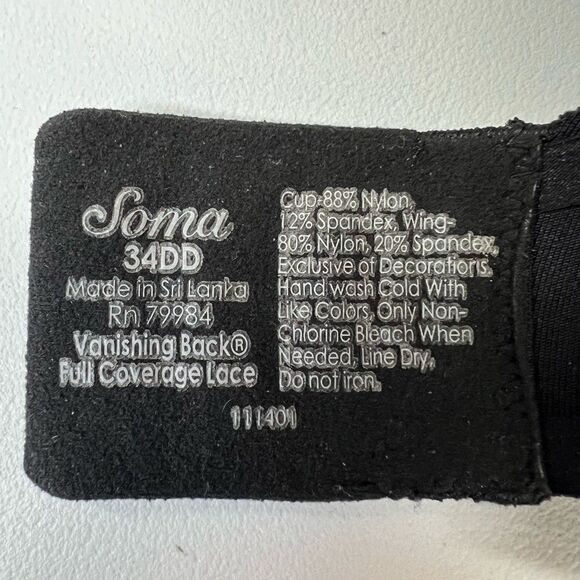 Soma
34DD
Made in Sri Lanka
Rn 79984
Vanishing Back®
Full Coverage Lace
111401
Cup-88% Nylon,
12% Spandex, Wing-
80% Nylon, 20% Spandex,
Exclusive of Decorations.
Hand wash Cold With
Like Colors, Only Non-
Chlorine Bleach When
Needed, Line Dry,
Do not iron.